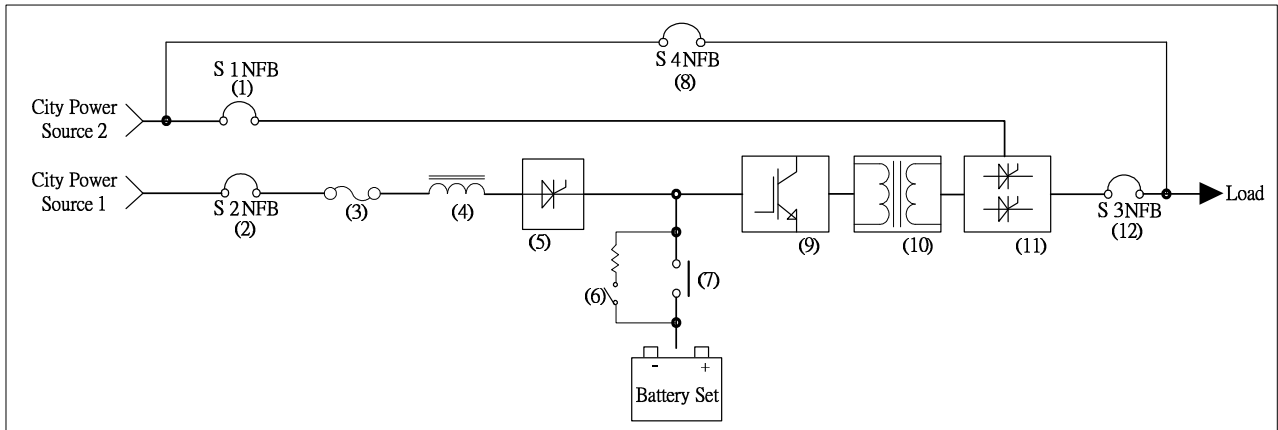 S 4NFB
(8)
S 1NFB
(1)
City Power
Source 2
City Power
Source 1
S 2NFB
(2)
(3)
(4)
(5)
(9)
(10)
(11)
S 3NFB
(12)
Load
(6)
(7)
- +
Battery Set